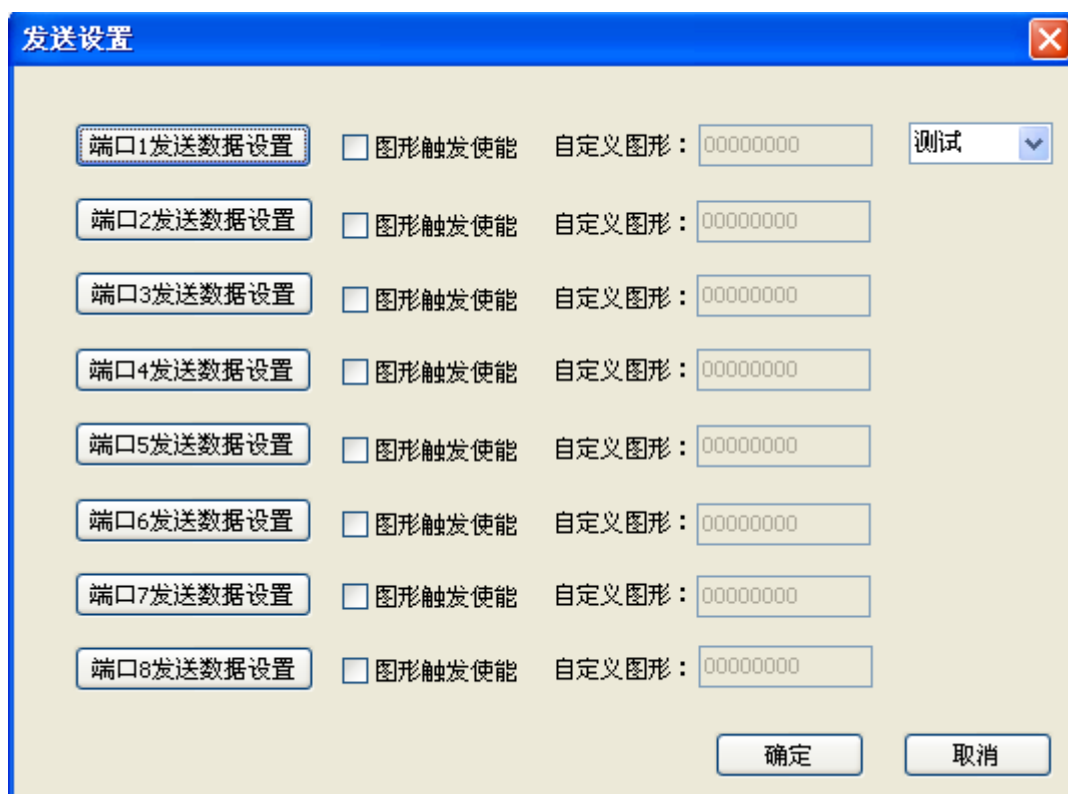 发送设置
端口1发送数据设置 图形触发使能 自定义图形： 00000000 测试
端口2发送数据设置 图形触发使能 自定义图形： 00000000
端口3发送数据设置 图形触发使能 自定义图形： 00000000
端口4发送数据设置 图形触发使能 自定义图形： 00000000
端口5发送数据设置 图形触发使能 自定义图形： 00000000
端口6发送数据设置 图形触发使能 自定义图形： 00000000
端口7发送数据设置 图形触发使能 自定义图形： 00000000
端口8发送数据设置 图形触发使能 自定义图形： 00000000
确定 取消